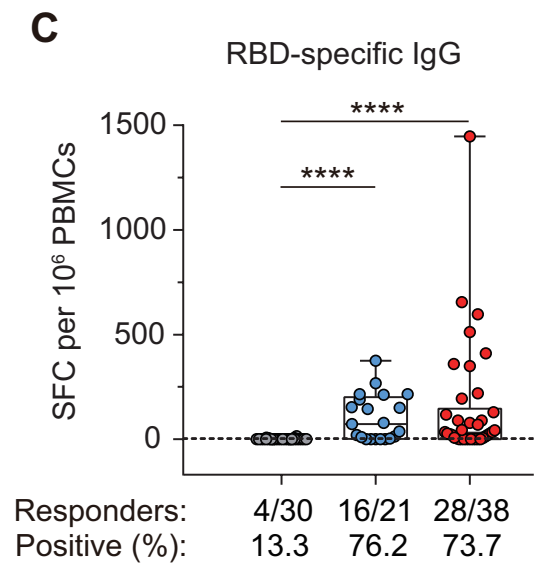 C
RBD-specific IgG
SFC per 10⁶ PBMCs
1500
1000
500
0
****
****
Responders: 4/30 16/21 28/38
Positive (%): 13.3 76.2 73.7